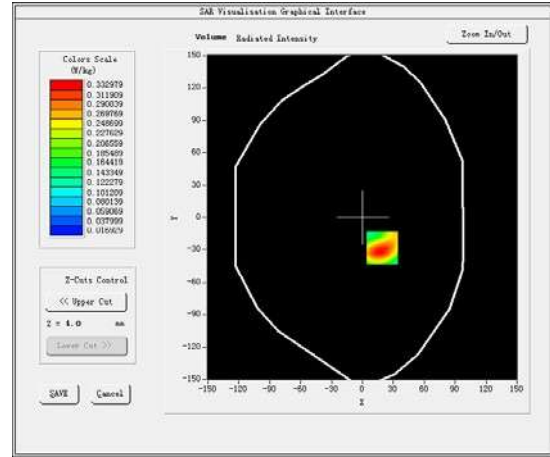 SAR Visualisation Graphical Interface
Volume Radiated Intensity
Zoom In/Out
Colors Scale
(W/kg)
0.332979
0.311909
0.290839
0.269769
0.248699
0.227629
0.206559
0.185489
0.164419
0.143349
0.122279
0.101209
0.080139
0.059069
0.037999
0.016929
Z-Cuts Control
<< Upper Cut
Z = 4.0 mm
Lower Cut >>
SAVE Cancel
150
120
90
60
30
Y 0
-30
-60
-90
-120
-150
-150 -120 -90 -60 -30 0 30 60 90 120 150
X